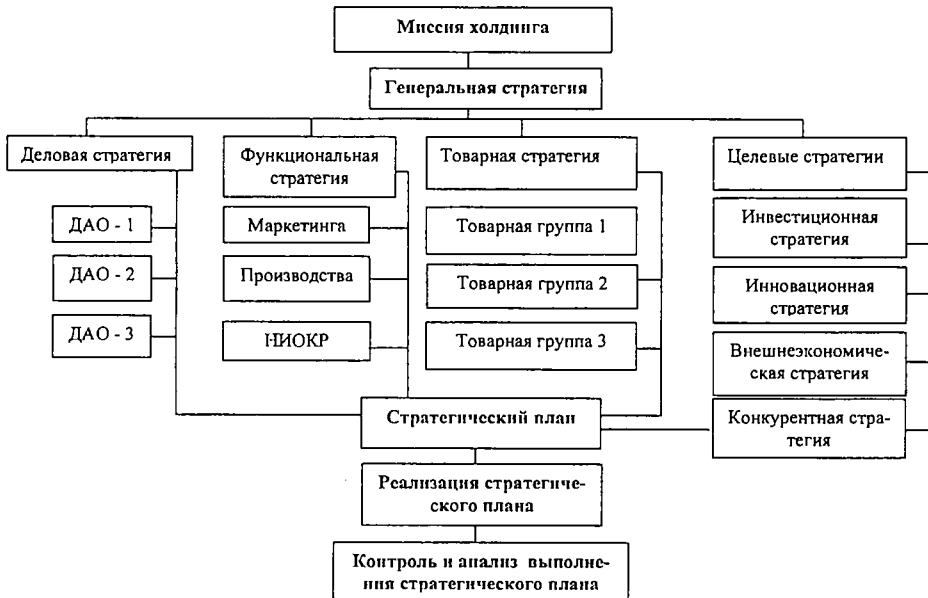 Миссия холдинга
Генеральная стратегия
Деловая стратегия
ДАО - 1
ДАО - 2
ДАО - 3
Функциональная
стратегия
Маркетинга
Производства
НИОКР
Товарная стратегия
Товарная группа 1
Товарная группа 2
Товарная группа 3
Целевые стратегии
Инвестиционная
стратегия
Инновационная
стратегия
Внешнеэкономиче-
ская стратегия
Конкурентная стра-
тегия
Стратегический план
Реализация стратегиче-
ского плана
Контроль и анализ выполне-
ния стратегического плана